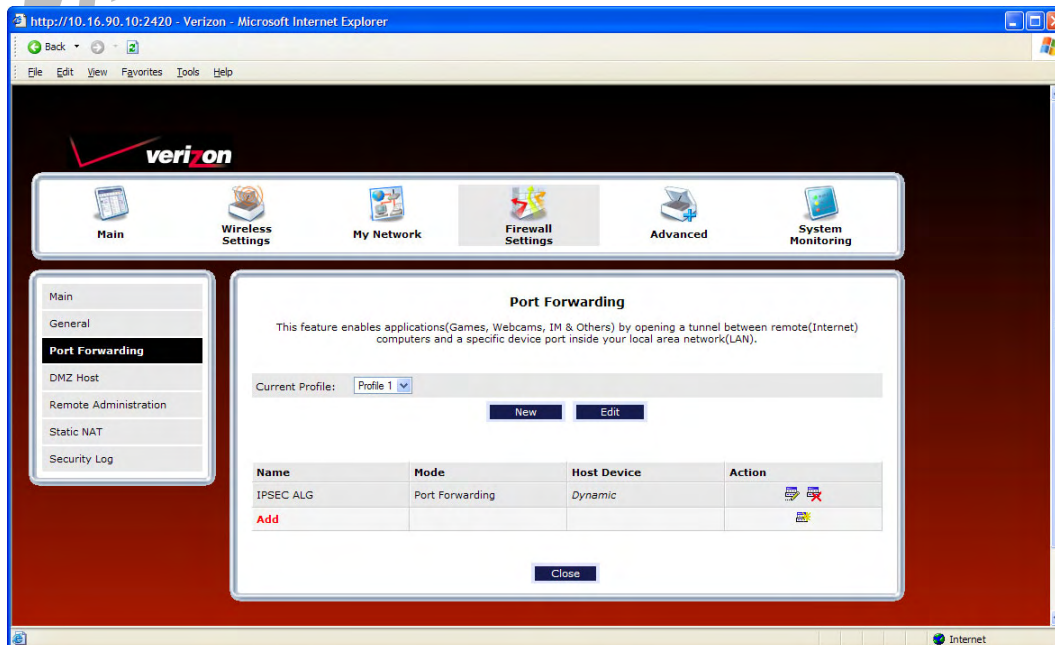 http://10.16.90.10:2420 - Verizon - Microsoft Internet Explorer
Back
File Edit View Favorites Tools Help
verizon
Main
Wireless Settings
My Network
Firewall Settings
Advanced
System Monitoring
Main
General
Port Forwarding
DMZ Host
Remote Administration
Static NAT
Security Log
Port Forwarding
This feature enables applications(Games, Webcams, IM & Others) by opening a tunnel between remote(Internet)
computers and a specific device port inside your local area network(LAN).
Current Profile: Profile 1
New Edit
Name Mode Host Device Action
IPSEC ALG Port Forwarding Dynamic
Add
Close
Internet